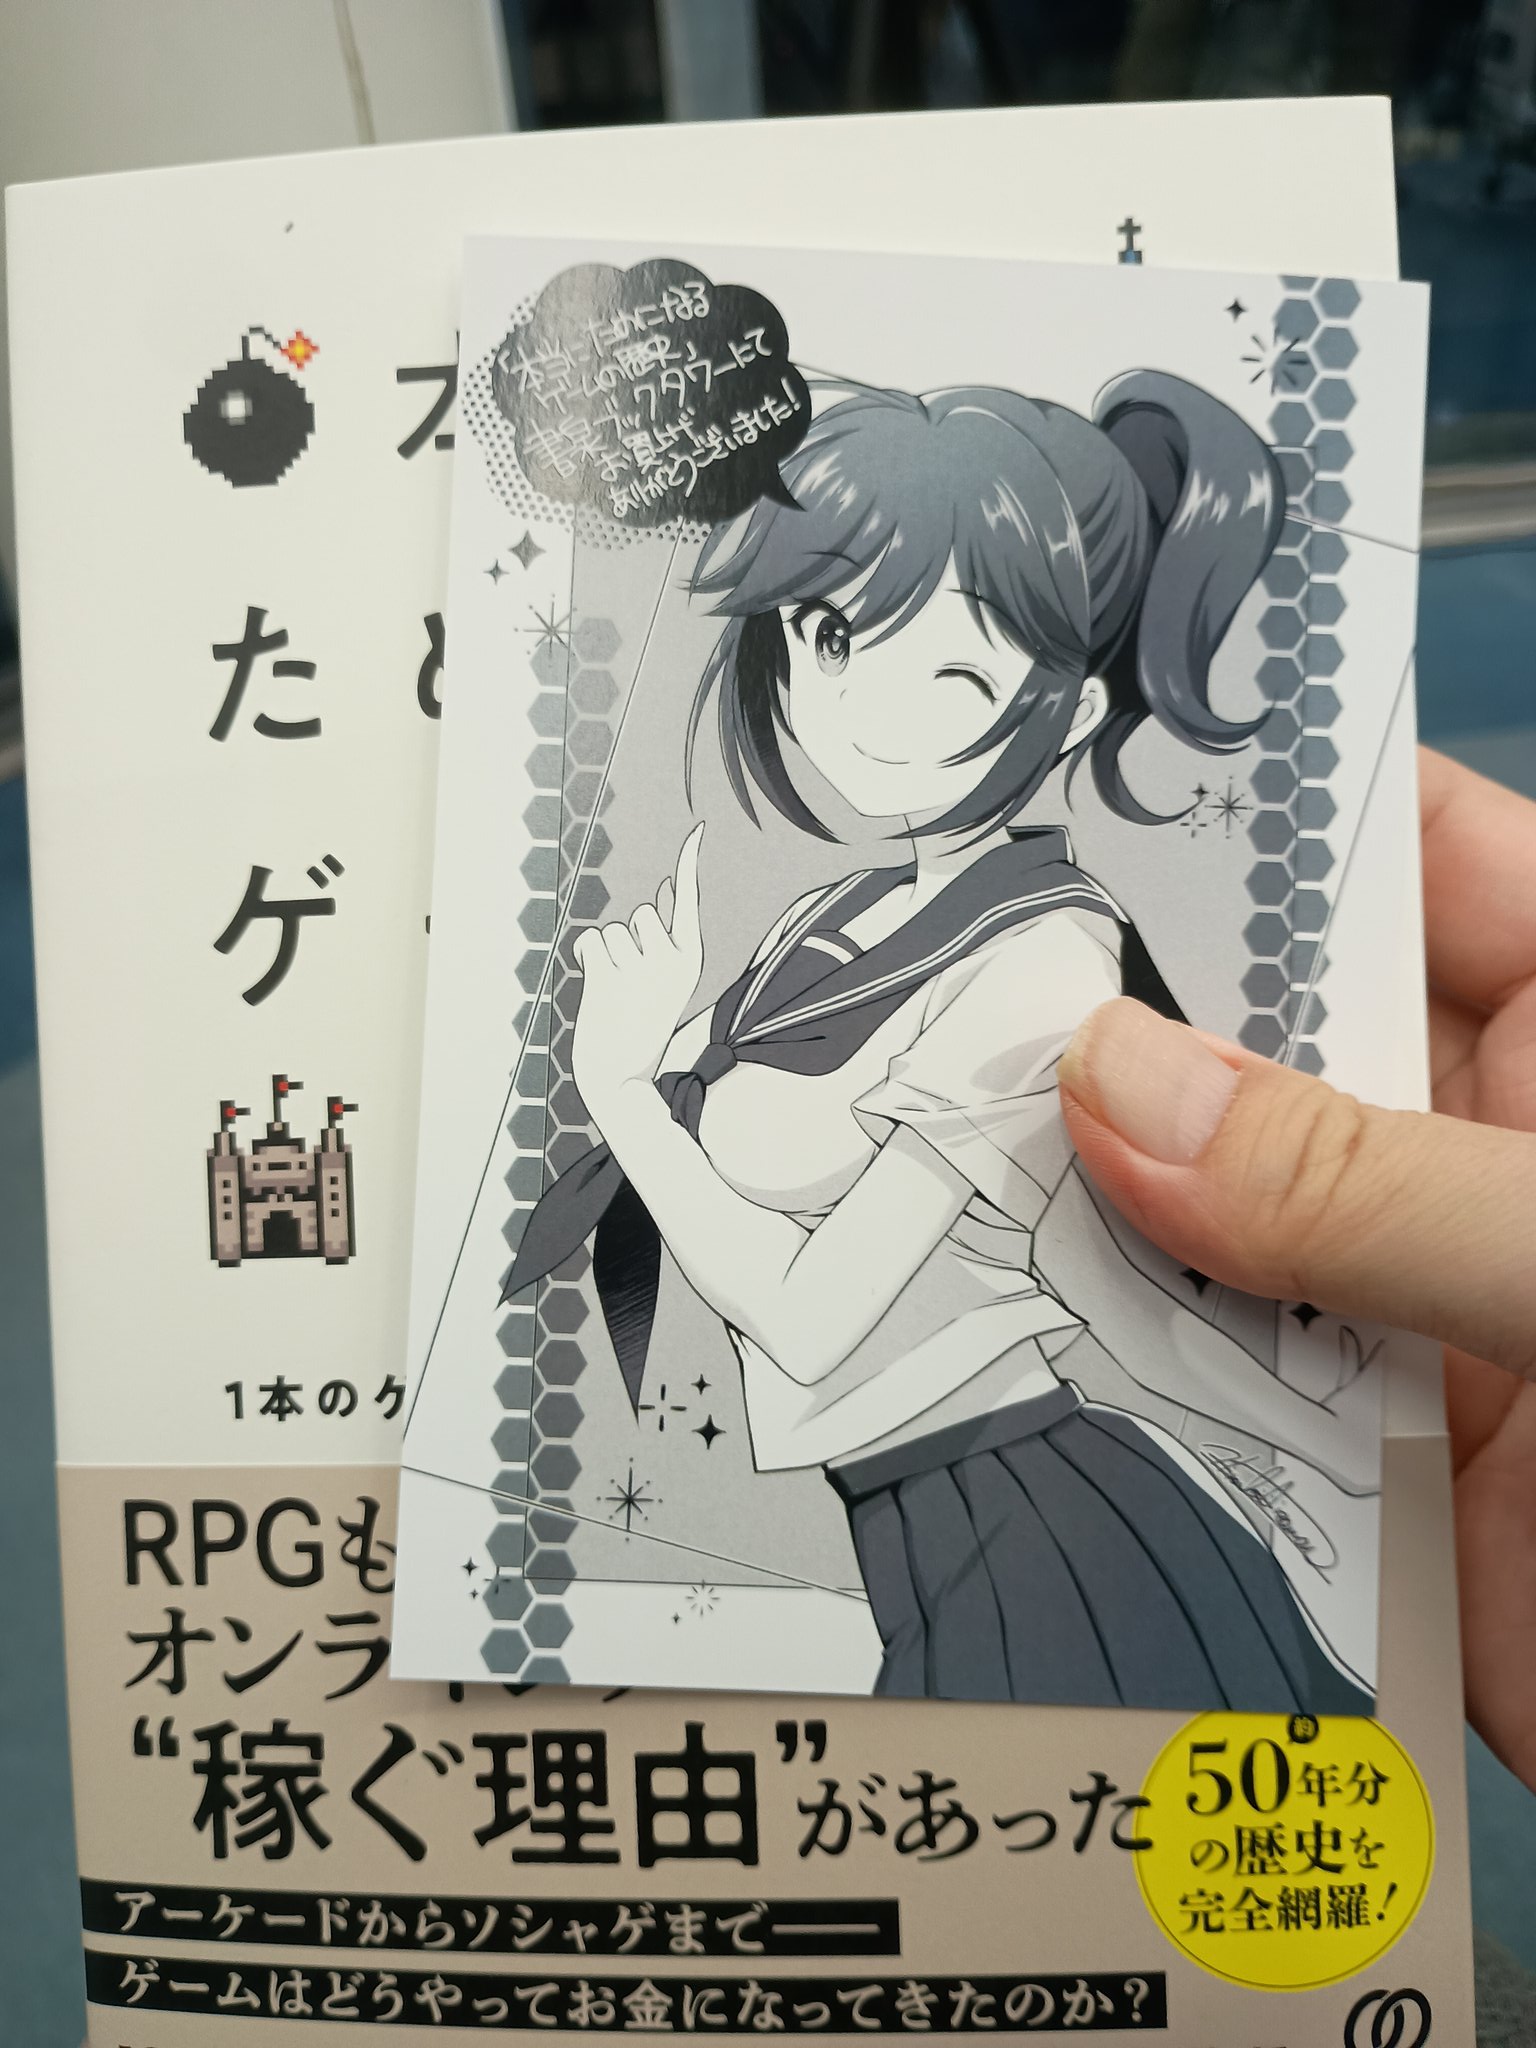 「本当にためになる
ゲームの歴史」
書泉ブックタワーにて
お買上げ
ありがとうございました！
た
ゲ
1本のゲ
RPGも
オンライン
“稼ぐ理由”があった
約
50年分
の歴史を
完全網羅！
アーケードからソシャゲまで——
ゲームはどうやってお金になってきたのか？